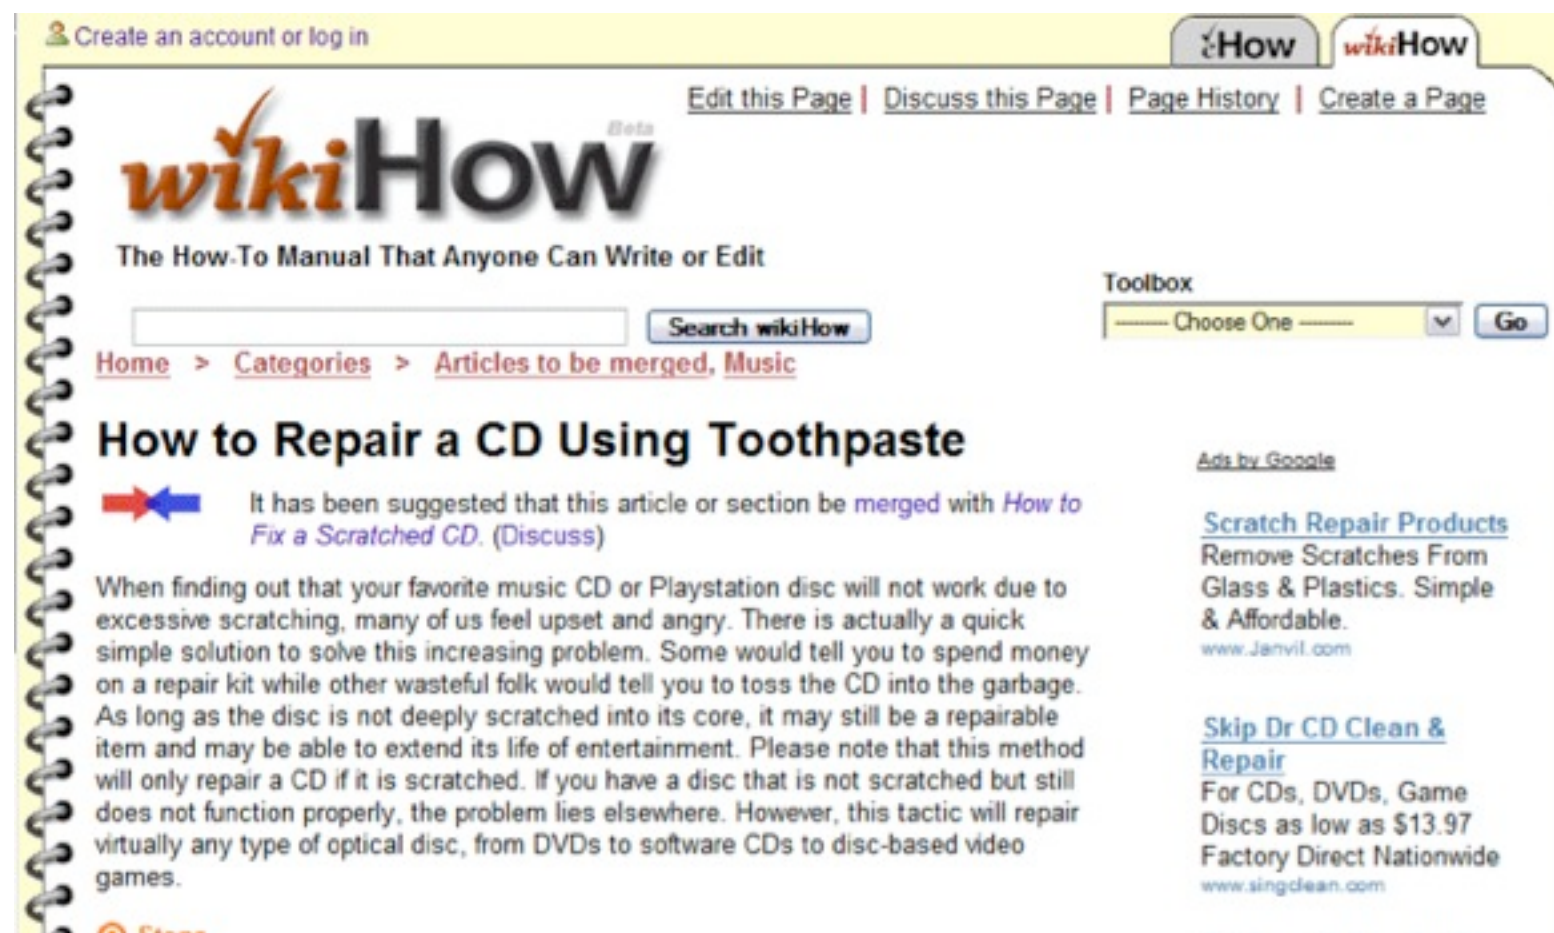 Create an account or log in
eHow
wikiHow
Edit this Page | Discuss this Page | Page History | Create a Page
wikiHow Beta
The How-To Manual That Anyone Can Write or Edit
Toolbox
Search wikiHow
-------- Choose One --------
Go
Home > Categories > Articles to be merged, Music
How to Repair a CD Using Toothpaste
It has been suggested that this article or section be merged with How to
Fix a Scratched CD. (Discuss)
When finding out that your favorite music CD or Playstation disc will not work due to
excessive scratching, many of us feel upset and angry. There is actually a quick
simple solution to solve this increasing problem. Some would tell you to spend money
on a repair kit while other wasteful folk would tell you to toss the CD into the garbage.
As long as the disc is not deeply scratched into its core, it may still be a repairable
item and may be able to extend its life of entertainment. Please note that this method
will only repair a CD if it is scratched. If you have a disc that is not scratched but still
does not function properly, the problem lies elsewhere. However, this tactic will repair
virtually any type of optical disc, from DVDs to software CDs to disc-based video
games.
Steps
Ads by Google
Scratch Repair Products
Remove Scratches From
Glass & Plastics. Simple
& Affordable.
www.Janvil.com
Skip Dr CD Clean &
Repair
For CDs, DVDs, Game
Discs as low as $13.97
Factory Direct Nationwide
www.singclean.com